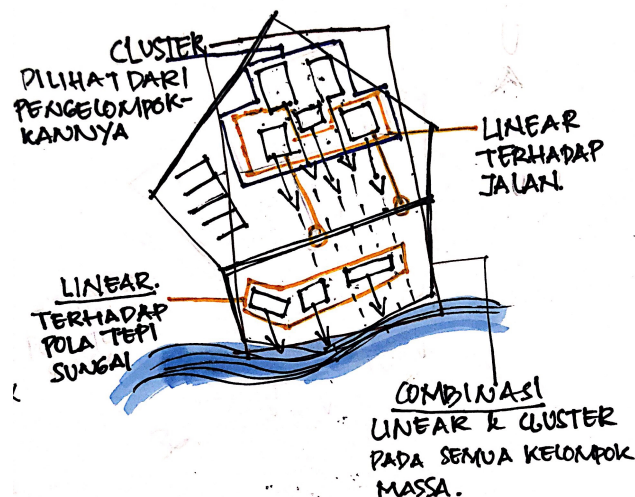 CLUSTER
DILIHAT DARI
PENGELOMPOK-
KANNYA
LINEAR
TERHADAP
JALAN.
LINEAR.
TERHADAP
POLA TEPI
SUNGAI
COMBINASI
LINEAR & CLUSTER
PADA SEMUA KELOMPOK
MASSA.